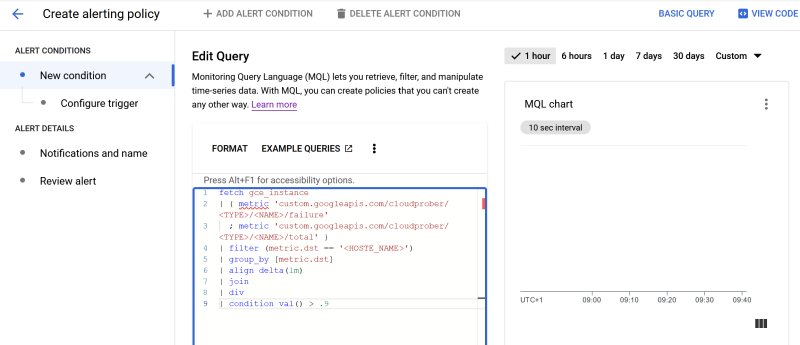 Create alerting policy
ADD ALERT CONDITION
DELETE ALERT CONDITION
BASIC QUERY
VIEW CODE
ALERT CONDITIONS
New condition
Configure trigger
ALERT DETAILS
Notifications and name
Review alert
Edit Query
Monitoring Query Language (MQL) lets you retrieve, filter, and manipulate
time-series data. With MQL, you can create policies that you can't create
any other way. Learn more
FORMAT
EXAMPLE QUERIES
Press Alt+F1 for accessibility options.
1 fetch gce_instance
2 | { metric 'custom.googleapis.com/cloudprober/
<TYPE>/<NAME>/failure'
3 ; metric 'custom.googleapis.com/cloudprober/
<TYPE>/<NAME>/total' }
4 | filter (metric.dst == '<HOSTE_NAME>')
5 | group_by [metric.dst]
6 | align delta(1m)
7 | join
8 | div
9 | condition val() > .9
1 hour 6 hours 1 day 7 days 30 days Custom
MQL chart
10 sec interval
UTC+1 09:00 09:10 09:20 09:30 09:40